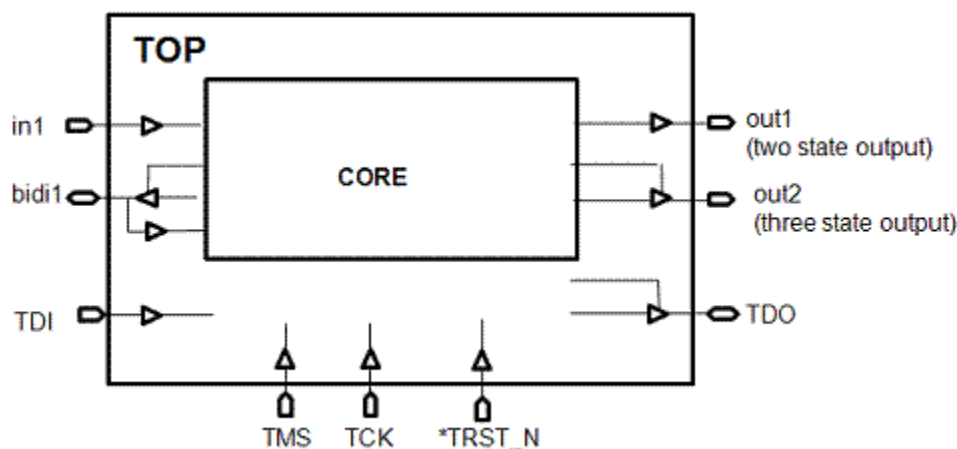 TOP
in1
CORE
out1
(two state output)
bidi1
out2
(three state output)
TDI
TDO
TMS
TCK
*TRST_N